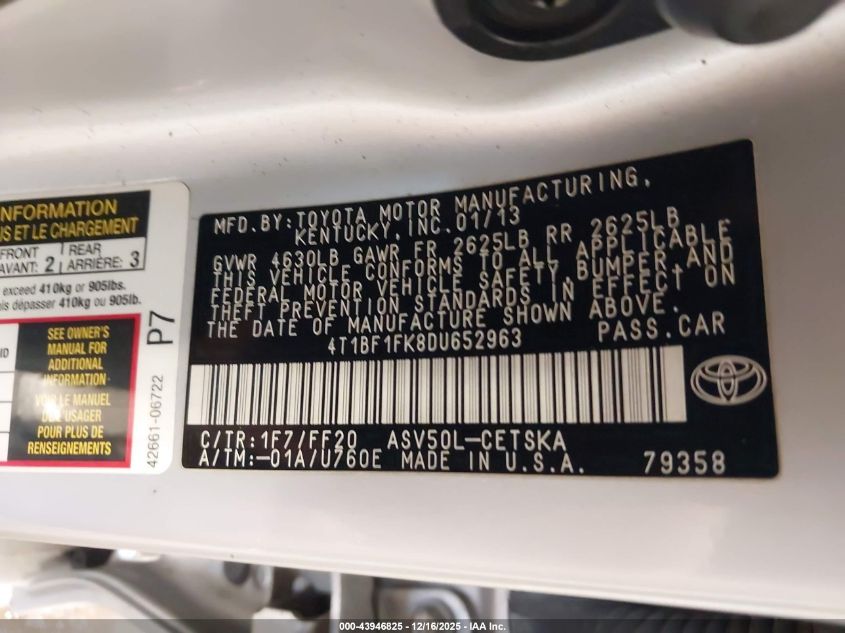 INFORMATION
US ET LE CHARGEMENT
FRONT
AVANT: 2
REAR
ARRIÈRE: 3
exceed 410kg or 905lbs.
dépasser 410kg ou 905lb.
SEE OWNER'S
MANUAL FOR
ADDITIONAL
INFORMATION
VOIR LE MANUEL
DE L'USAGER
POUR PLUS DE
RENSEIGNEMENTS
P7
42661-06722
MFD. BY: TOYOTA MOTOR MANUFACTURING,
KENTUCKY, INC. 01/13
GVWR 4630LB GAWR FR 2625LB RR 2625LB
THIS VEHICLE CONFORMS TO ALL APPLICABLE
FEDERAL MOTOR VEHICLE SAFETY, BUMPER AND
THEFT PREVENTION STANDARDS IN EFFECT ON
THE DATE OF MANUFACTURE SHOWN ABOVE.
4T1BF1FK8DU652963 PASS.CAR
C/TR:1F7/FF20 ASV50L-CETSKA
A/TM:-01A/U760E MADE IN U.S.A. 79358
000-43946825 - 12/16/2025 - IAA Inc.